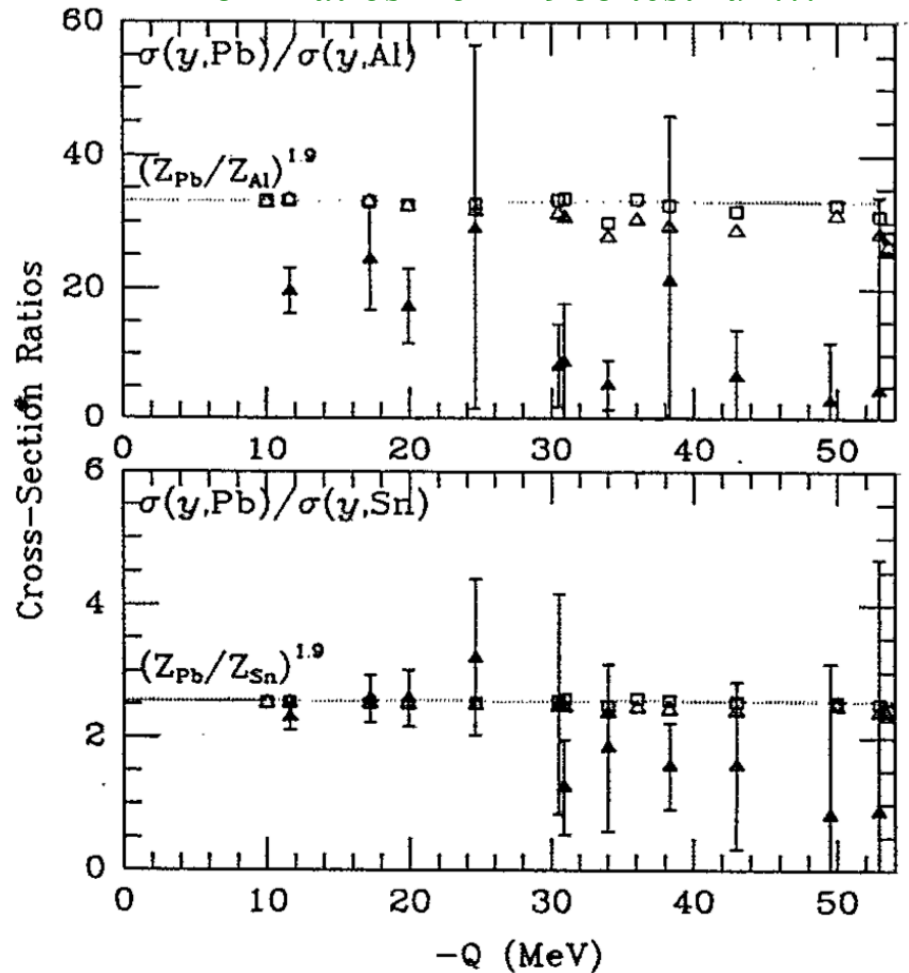 60
σ(y,Pb)/σ(y,Al)
40
(Z_Pb/Z_Al)^1.9
20
0
0 10 20 30 40 50
Cross-Section Ratios
6
σ(y,Pb)/σ(y,Sn)
4
(Z_Pb/Z_Sn)^1.9
2
0
0 10 20 30 40 50
-Q (MeV)